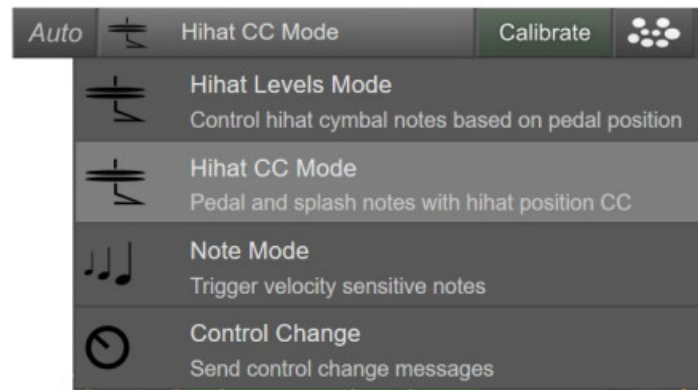 Auto Hihat CC Mode Calibrate
Hihat Levels Mode
Control hihat cymbal notes based on pedal position
Hihat CC Mode
Pedal and splash notes with hihat position CC
Note Mode
Trigger velocity sensitive notes
Control Change
Send control change messages